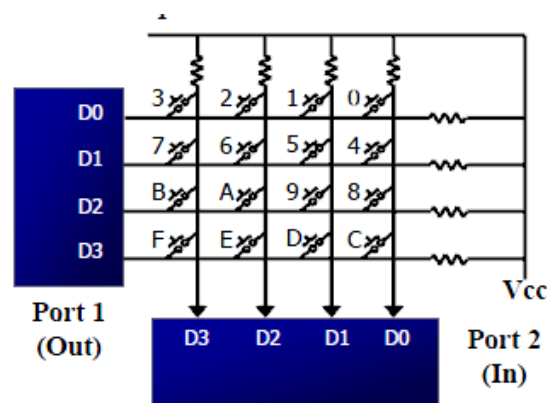 D0 3 2 1 0
D1 7 6 5 4
D2 B A 9 8
D3 F E D C
Vcc
Port 1
(Out)
D3 D2 D1 D0
Port 2
(In)